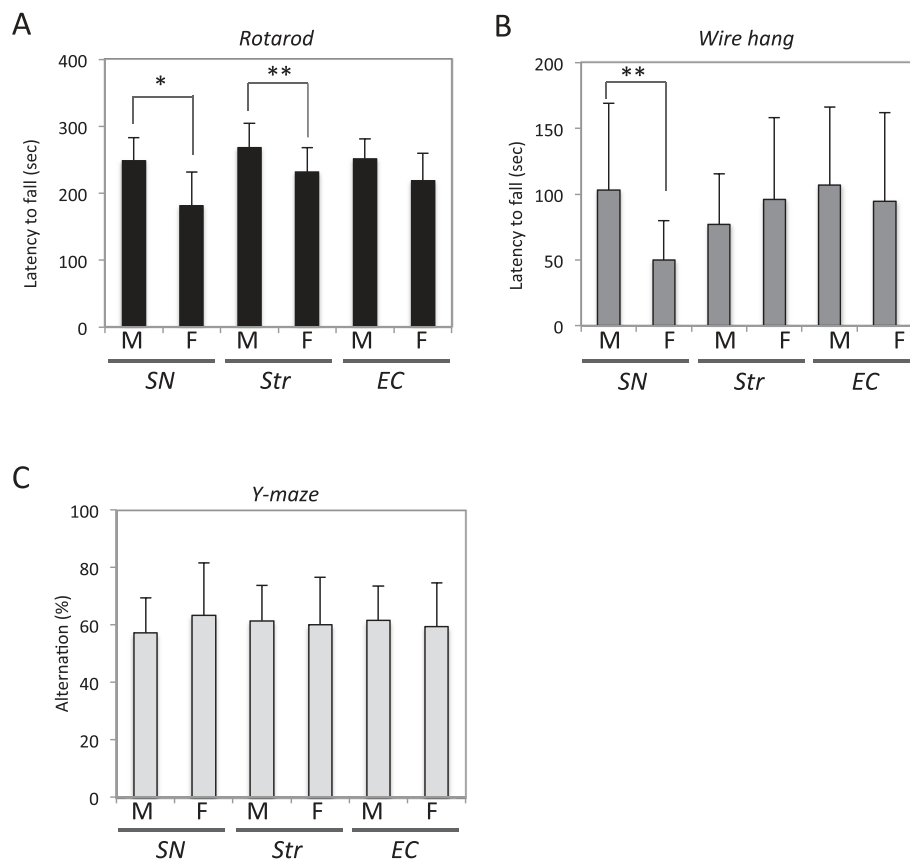 A
Rotarod
Latency to fall (sec)
400
300
200
100
0
*
**
M F M F M F
SN Str EC
B
Wire hang
Latency to fall (sec)
200
150
100
50
0
**
M F M F M F
SN Str EC
C
Y-maze
Alternation (%)
100
80
60
40
20
0
M F M F M F
SN Str EC